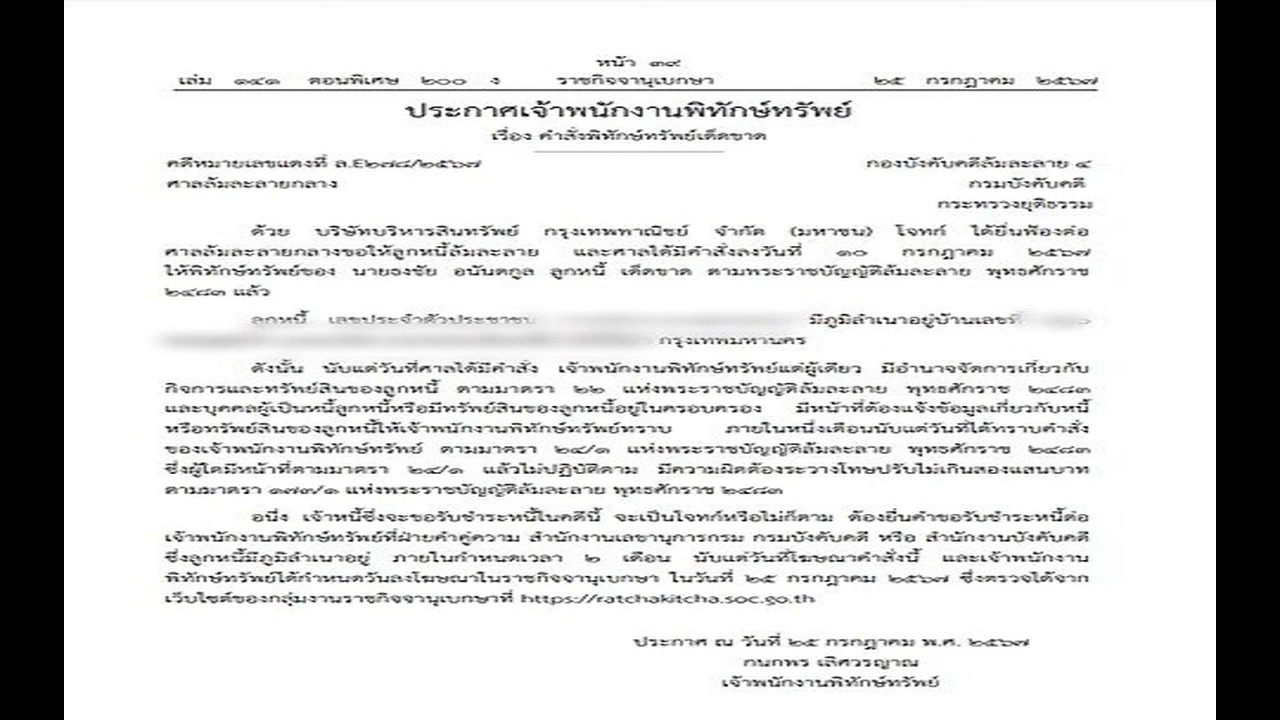 หน้า ๓๙
เล่ม ๑๔๑ ตอนพิเศษ ๒๐๐ ง ราชกิจจานุเบกษา ๒๕ กรกฎาคม ๒๕๖๗
ประกาศเจ้าพนักงานพิทักษ์ทรัพย์
เรื่อง คำสั่งพิทักษ์ทรัพย์เด็ดขาด
คดีหมายเลขแดงที่ ล.E๒๗๘/๒๕๖๗ กองบังคับคดีล้มละลาย ๔
ศาลล้มละลายกลาง กรมบังคับคดี
กระทรวงยุติธรรม
ด้วย บริษัทบริหารสินทรัพย์ กรุงเทพพาณิชย์ จำกัด (มหาชน) โจทก์ ได้ยื่นฟ้องต่อ
ศาลล้มละลายกลางขอให้ลูกหนี้ล้มละลาย และศาลได้มีคำสั่งลงวันที่ ๑๐ กรกฎาคม ๒๕๖๗
ให้พิทักษ์ทรัพย์ของ นายธงชัย อนันตกูล ลูกหนี้ เด็ดขาด ตามพระราชบัญญัติล้มละลาย พุทธศักราช
๒๔๘๓ แล้ว
ลูกหนี้ เลขประจำตัวประชาชน มีภูมิลำเนาอยู่บ้านเลขที่
กรุงเทพมหานคร
ดังนั้น นับแต่วันที่ศาลได้มีคำสั่ง เจ้าพนักงานพิทักษ์ทรัพย์แต่ผู้เดียว มีอำนาจจัดการเกี่ยวกับ
กิจการและทรัพย์สินของลูกหนี้ ตามมาตรา ๒๒ แห่งพระราชบัญญัติล้มละลาย พุทธศักราช ๒๔๘๓
และบุคคลผู้เป็นหนี้ลูกหนี้หรือมีทรัพย์สินของลูกหนี้อยู่ในครอบครอง มีหน้าที่ต้องแจ้งข้อมูลเกี่ยวกับหนี้
หรือทรัพย์สินของลูกหนี้ให้เจ้าพนักงานพิทักษ์ทรัพย์ทราบ ภายในหนึ่งเดือนนับแต่วันที่ได้ทราบคำสั่ง
ของเจ้าพนักงานพิทักษ์ทรัพย์ ตามมาตรา ๒๔/๑ แห่งพระราชบัญญัติล้มละลาย พุทธศักราช ๒๔๘๓
ซึ่งผู้ใดมีหน้าที่ตามมาตรา ๒๔/๑ แล้วไม่ปฏิบัติตาม มีความผิดต้องระวางโทษปรับไม่เกินสองแสนบาท
ตามมาตรา ๑๗๓/๑ แห่งพระราชบัญญัติล้มละลาย พุทธศักราช ๒๔๘๓
อนึ่ง เจ้าหนี้ซึ่งจะขอรับชำระหนี้ในคดีนี้ จะเป็นโจทก์หรือไม่ก็ตาม ต้องยื่นคำขอรับชำระหนี้ต่อ
เจ้าพนักงานพิทักษ์ทรัพย์ที่ฝ่ายคำคู่ความ สำนักงานเลขานุการกรม กรมบังคับคดี หรือ สำนักงานบังคับคดี
ซึ่งลูกหนี้มีภูมิลำเนาอยู่ ภายในกำหนดเวลา ๒ เดือน นับแต่วันที่โฆษณาคำสั่งนี้ และเจ้าพนักงาน
พิทักษ์ทรัพย์ได้กำหนดวันลงโฆษณาในราชกิจจานุเบกษา ในวันที่ ๒๕ กรกฎาคม ๒๕๖๗ ซึ่งตรวจได้จาก
เว็บไซต์ของกลุ่มงานราชกิจจานุเบกษาที่ https://ratchakitcha.soc.go.th
ประกาศ ณ วันที่ ๒๕ กรกฎาคม พ.ศ. ๒๕๖๗
กนกพร เลิศวรญาณ
เจ้าพนักงานพิทักษ์ทรัพย์